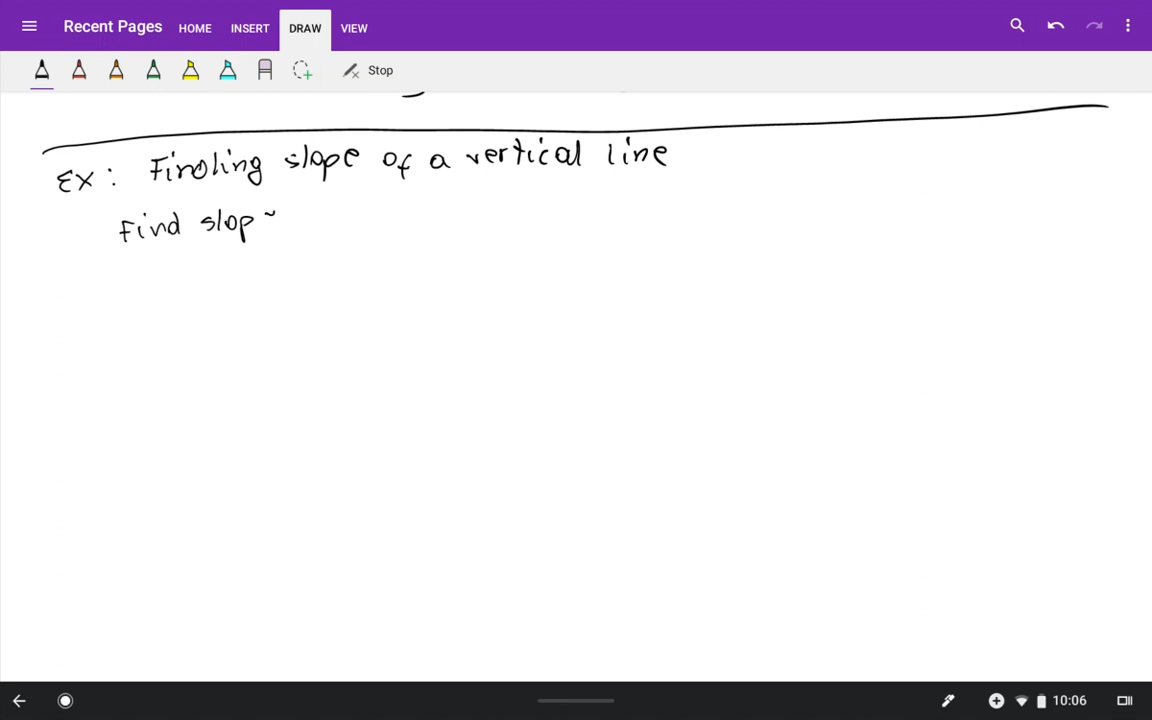 Recent Pages HOME INSERT DRAW VIEW
Stop
Ex: Finding slope of a vertical line
Find slop
10:06